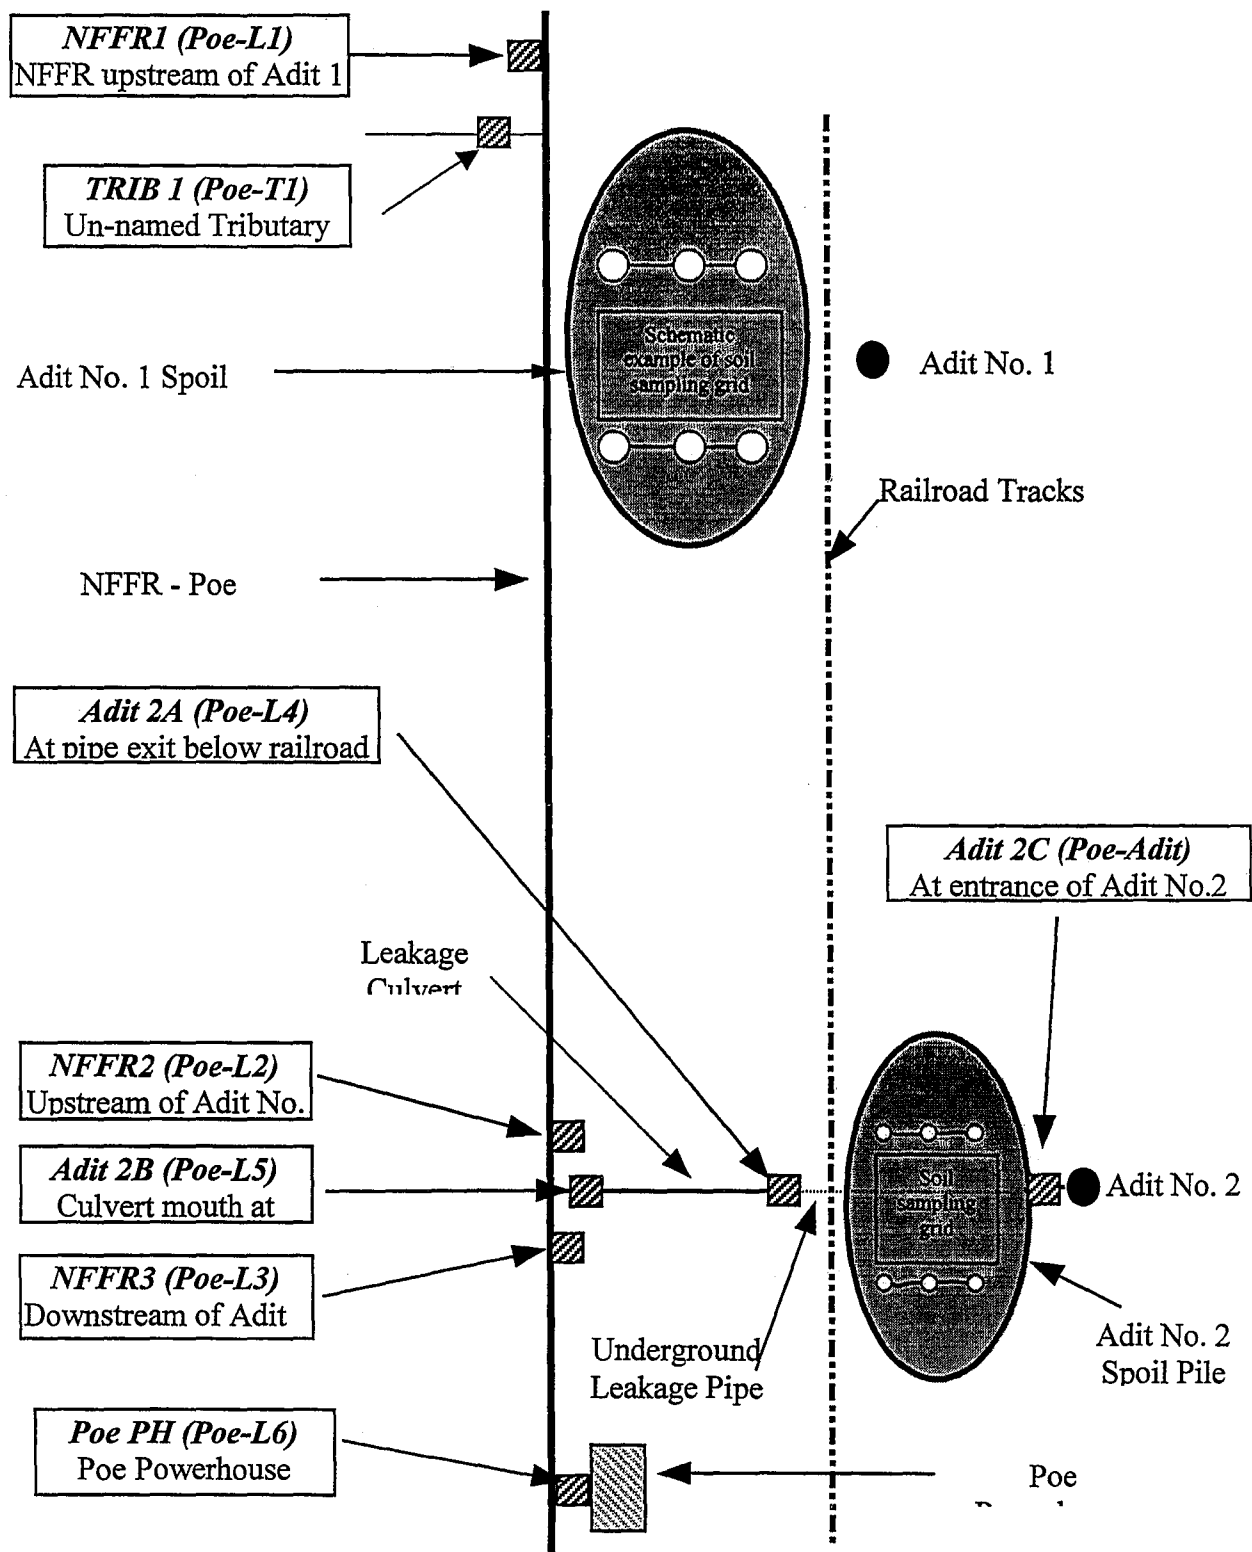 NFFR1 (Poe-L1)
NFFR upstream of Adit 1
TRIB 1 (Poe-T1)
Un-named Tributary
Schematic
example of soil
sampling grid
Adit No. 1 Spoil
Adit No. 1
Railroad Tracks
NFFR - Poe
Adit 2A (Poe-L4)
At pipe exit below railroad
Adit 2C (Poe-Adit)
At entrance of Adit No.2
Leakage
Culvert
NFFR2 (Poe-L2)
Upstream of Adit No.
Adit 2B (Poe-L5)
Culvert mouth at
Soil
sampling
grid
Adit No. 2
NFFR3 (Poe-L3)
Downstream of Adit
Underground
Leakage Pipe
Adit No. 2
Spoil Pile
Poe PH (Poe-L6)
Poe Powerhouse
Poe